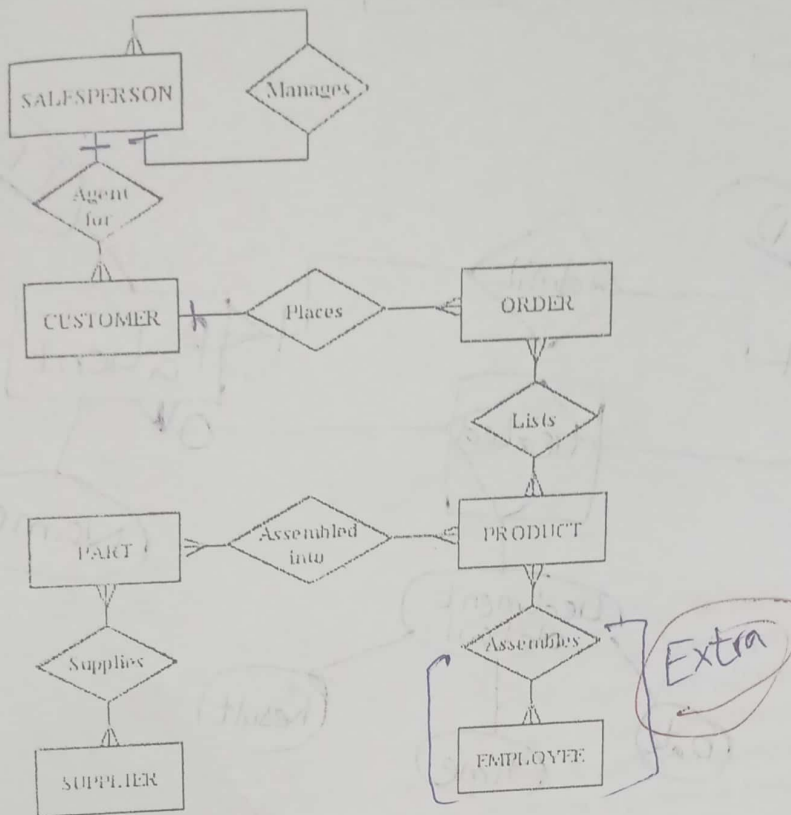 SALESPERSON
Manages
Agent
for
CUSTOMER
Places
ORDER
Lists
PART
Assembled
into
PRODUCT
Supplies
Assembles
Extra
SUPPLIER
EMPLOYEE